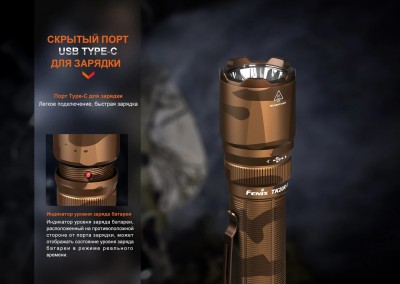 СКРЫТЫЙ ПОРТ
USB TYPE-C
ДЛЯ ЗАРЯДКИ
Порт Type-C для зарядки
Легкое подключение, быстрая зарядка
FENIX
Индикатор уровня заряда батареи
Индикатор уровня заряда батареи,
расположенный на противоположной
стороне от порта зарядки, может
отображать состояние уровня заряда
батареи в режиме реального
времени